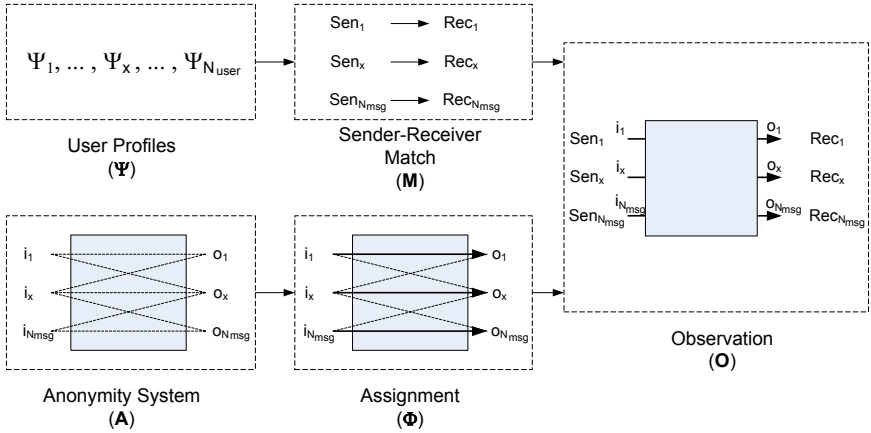 Ψ1, ... , Ψx, ... , ΨNuser
User Profiles
(Ψ)
Sen1 Rec1
Senx Recx
SenNmsg RecNmsg
Sender-Receiver
Match
(M)
i1 o1
ix ox
iNmsg oNmsg
Anonymity System
(A)
i1 o1
ix ox
iNmsg oNmsg
Assignment
(Φ)
Sen1 i1 o1 Rec1
Senx ix ox Recx
SenNmsg iNmsg oNmsg RecNmsg
Observation
(O)